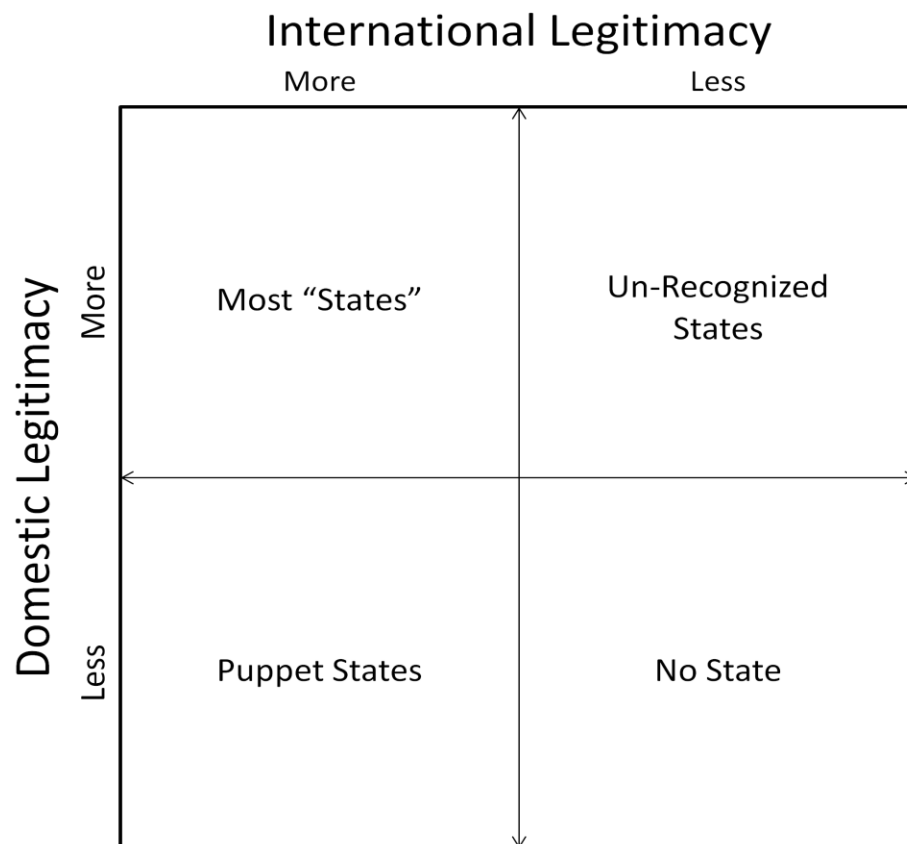 International Legitimacy
More
Less
Domestic Legitimacy
More
Most “States”
Un-Recognized
States
Less
Puppet States
No State